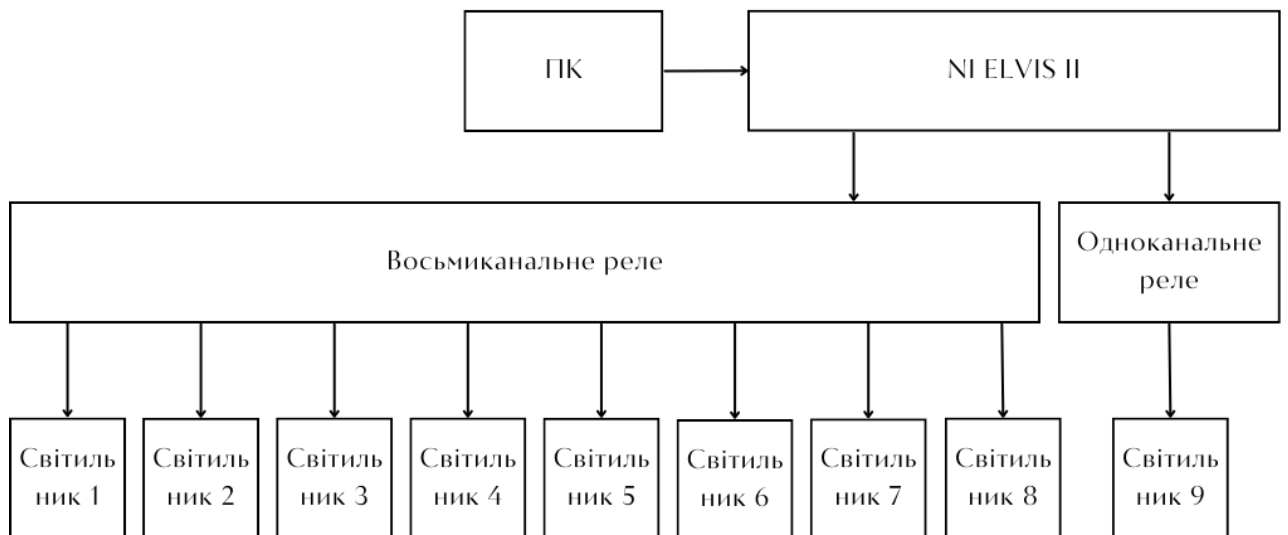 ПК
NI ELVIS II
Восьмиканальне реле
Одноканальне
реле
Світиль
ник 1
Світиль
ник 2
Світиль
ник 3
Світиль
ник 4
Світиль
ник 5
Світиль
ник 6
Світиль
ник 7
Світиль
ник 8
Світиль
ник 9